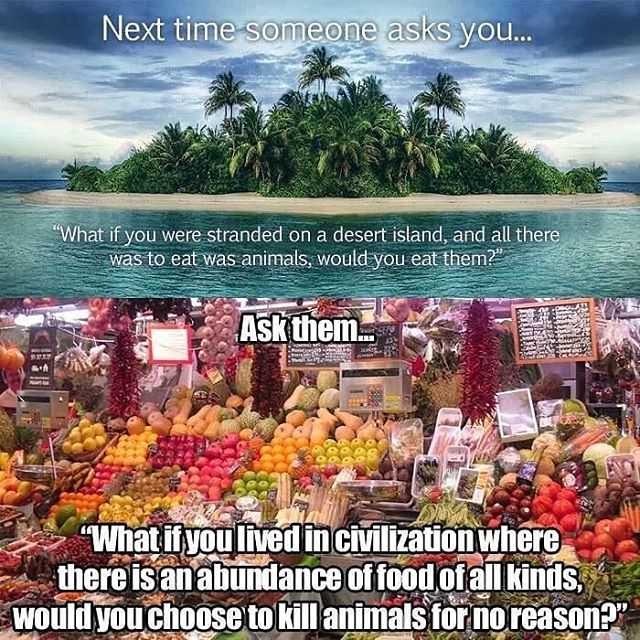 Next time someone asks you...
"What if you were stranded on a desert island, and all there
was to eat was animals, would you eat them?"
Ask them...
"What if you lived in civilization where
there is an abundance of food of all kinds,
would you choose to kill animals for no reason?"